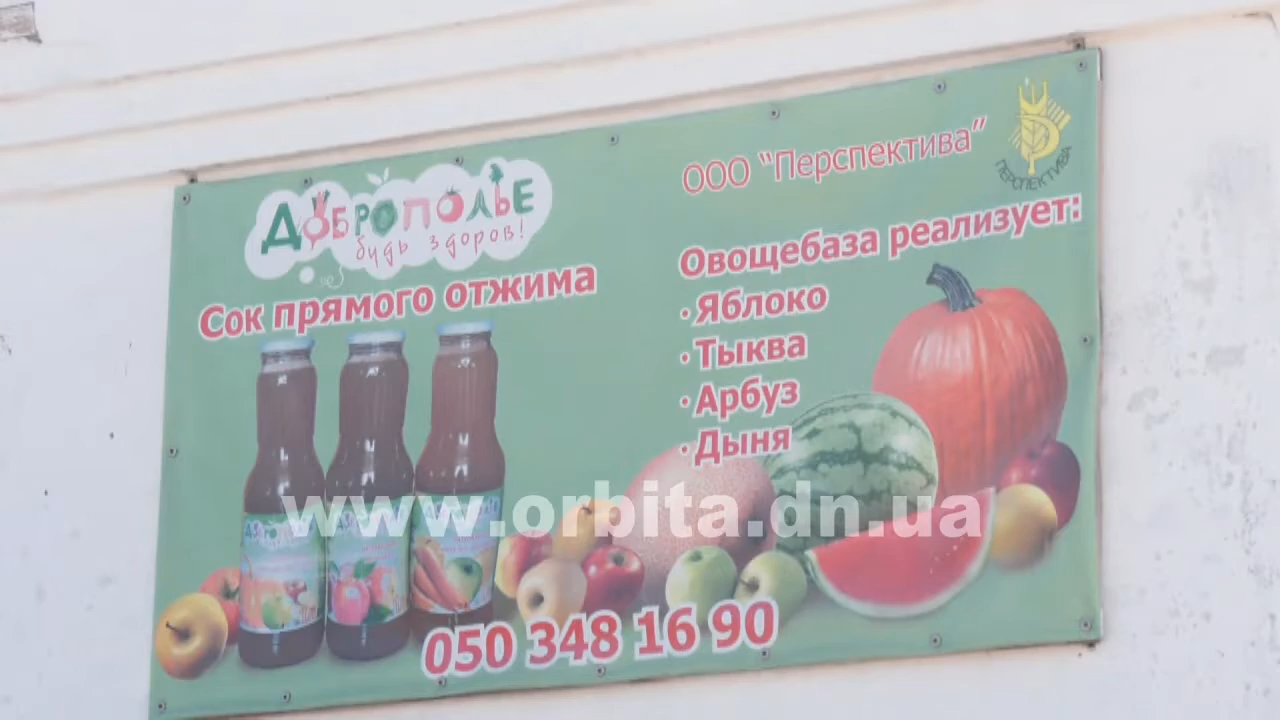 ДОБРОПОЛЬЕ
будь здоров!
Сок прямого отжима
ООО "Перспектива"
ПЕРСПЕКТИВА
Овощебаза реализует:
· Яблоко
· Тыква
· Арбуз
· Дыня
www.orbita.dn.ua
050 348 16 90